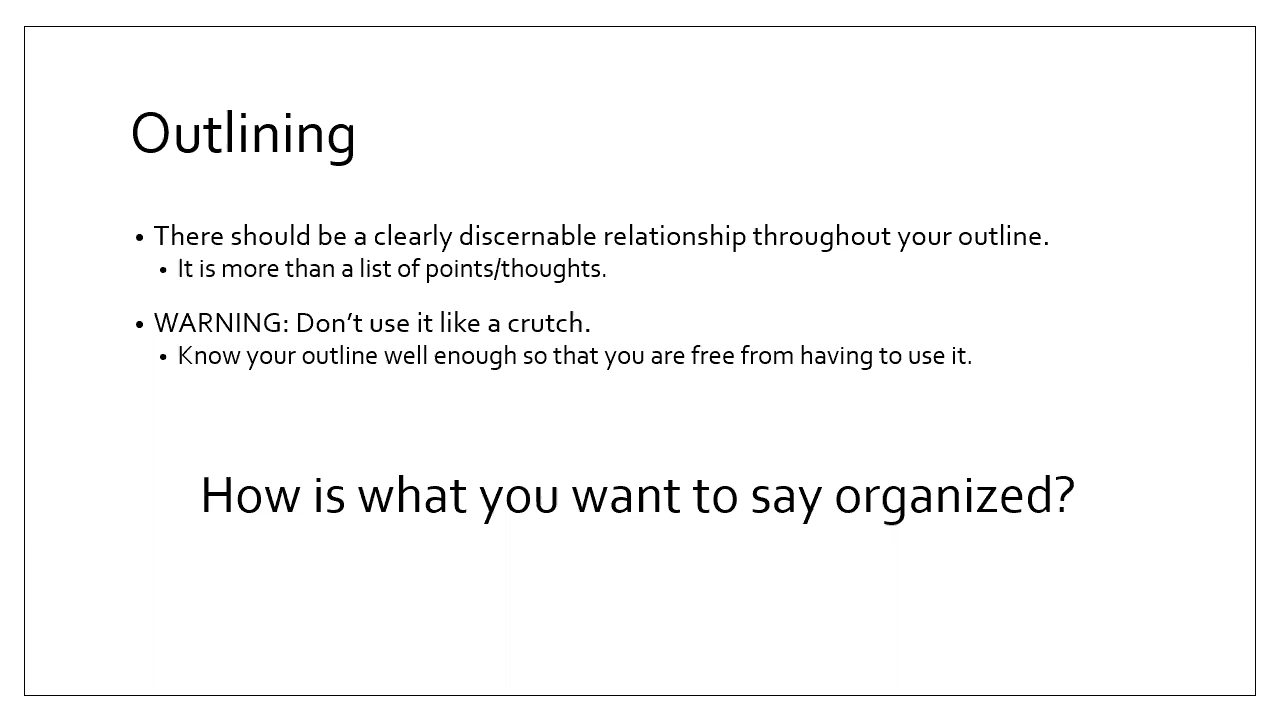 Outlining
• There should be a clearly discernable relationship throughout your outline.
• It is more than a list of points/thoughts.
• WARNING: Don’t use it like a crutch.
• Know your outline well enough so that you are free from having to use it.
How is what you want to say organized?